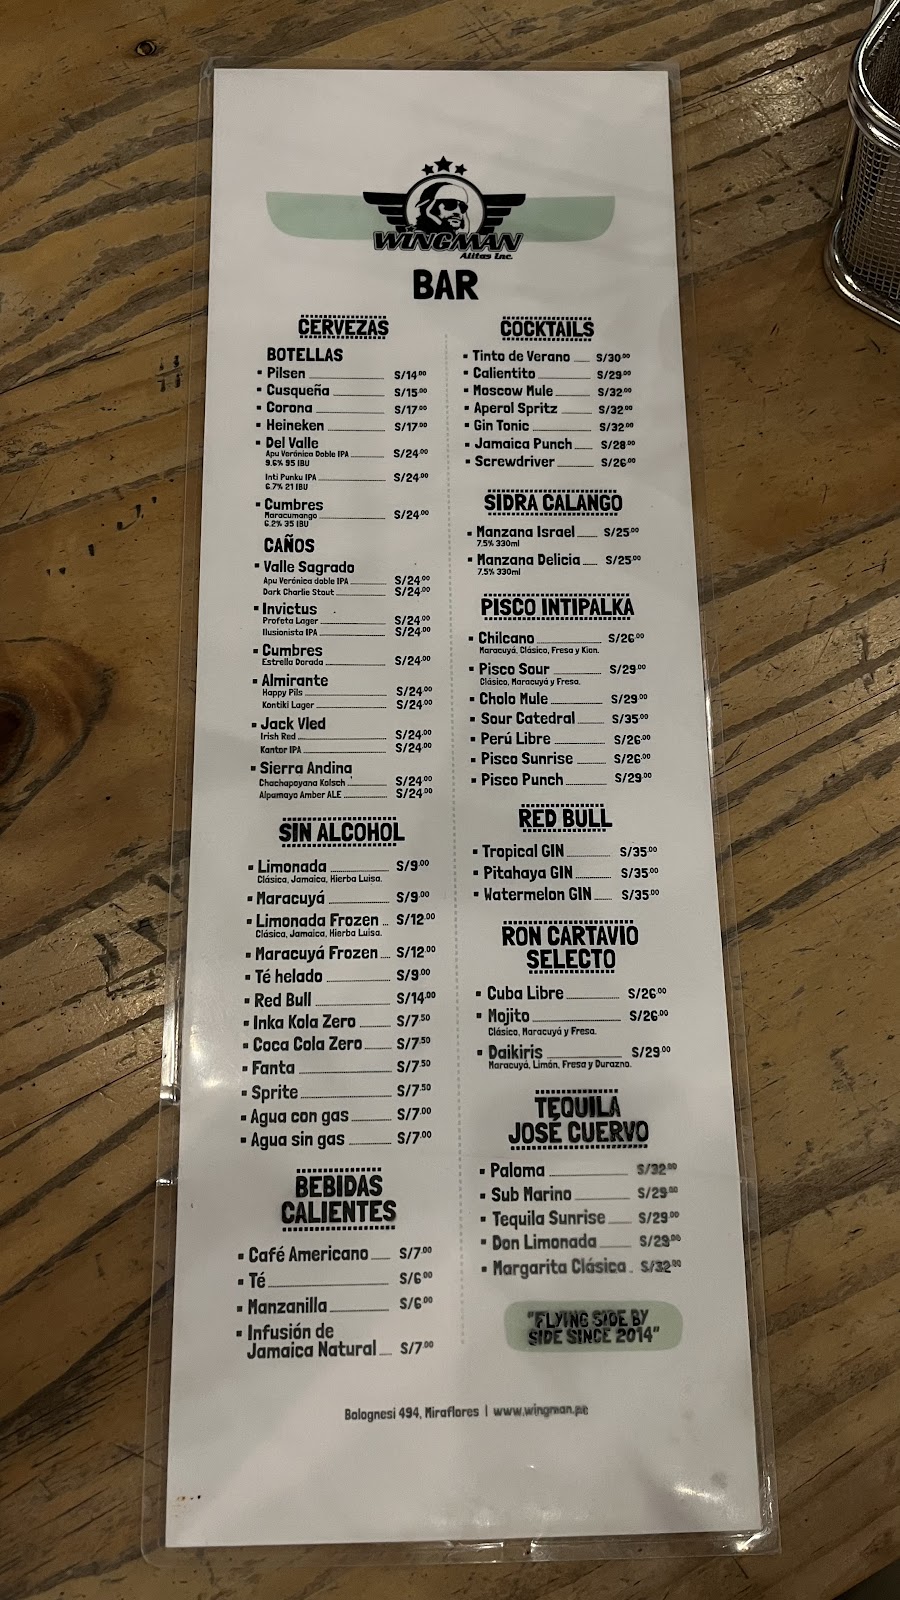 WINGMAN
Alitas Inc.
BAR
CERVEZAS
BOTELLAS
Pilsen S/14.00
Cusqueña S/15.00
Corona S/17.00
Heineken S/17.00
Del Valle
Apu Verónica Doble IPA S/24.00
9.6% 95 IBU
Inti Punku IPA S/24.00
6.7% 21 IBU
Cumbres
Maracumango S/24.00
6.2% 35 IBU
CAÑOS
Valle Sagrado
Apu Verónica doble IPA S/24.00
Dark Charlie Stout S/24.00
Invictus
Profeta Lager S/24.00
Ilusionista IPA S/24.00
Cumbres
Estrella Dorada S/24.00
Almirante
Happy Pils S/24.00
Kontiki Lager S/24.00
Jack Vled
Irish Red S/24.00
Kantor IPA S/24.00
Sierra Andina
Chachapoyana Kolsch S/24.00
Alpamayo Amber ALE S/24.00
SIN ALCOHOL
Limonada S/9.00
Clásica, Jamaica, Hierba Luisa.
Maracuyá S/9.00
Limonada Frozen S/12.00
Clásica, Jamaica, Hierba Luisa.
Maracuyá Frozen S/12.00
Té helado S/9.00
Red Bull S/14.00
Inka Kola Zero S/7.50
Coca Cola Zero S/7.50
Fanta S/7.50
Sprite S/7.50
Agua con gas S/7.00
Agua sin gas S/7.00
BEBIDAS
CALIENTES
Café Americano S/7.00
Té S/6.00
Manzanilla S/6.00
Infusión de
Jamaica Natural S/7.00
COCKTAILS
Tinto de Verano S/30.00
Calientito S/29.00
Moscow Mule S/32.00
Aperol Spritz S/32.00
Gin Tonic S/32.00
Jamaica Punch S/28.00
Screwdriver S/26.00
SIDRA CALANGO
Manzana Israel S/25.00
7.5% 330ml
Manzana Delicia S/25.00
7.5% 330ml
PISCO INTIPALKA
Chilcano S/26.00
Maracuyá, Clásico, Fresa y Kion.
Pisco Sour S/29.00
Clásico, Maracuyá y Fresa.
Cholo Mule S/29.00
Sour Catedral S/35.00
Perú Libre S/26.00
Pisco Sunrise S/26.00
Pisco Punch S/29.00
RED BULL
Tropical GIN S/35.00
Pitahaya GIN S/35.00
Watermelon GIN S/35.00
RON CARTAVIO
SELECTO
Cuba Libre S/26.00
Mojito S/26.00
Clásico, Maracuyá y Fresa.
Daikiris S/29.00
Maracuyá, Limón, Fresa y Durazno.
TEQUILA
JOSÉ CUERVO
Paloma S/32.00
Sub Marino S/29.00
Tequila Sunrise S/29.00
Don Limonada S/29.00
Margarita Clásica S/32.00
"FLYING SIDE BY
SIDE SINCE 2014"
Bolognesi 494, Miraflores | www.wingman.pe